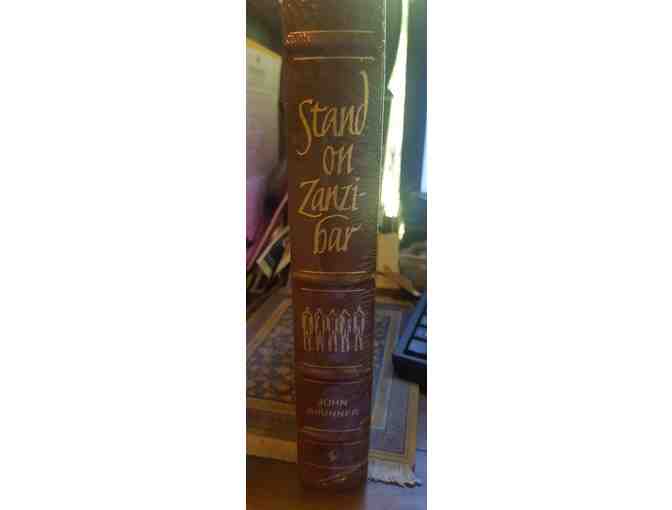 Stand
on
Zanzi-
bar
JOHN
BRUNNER